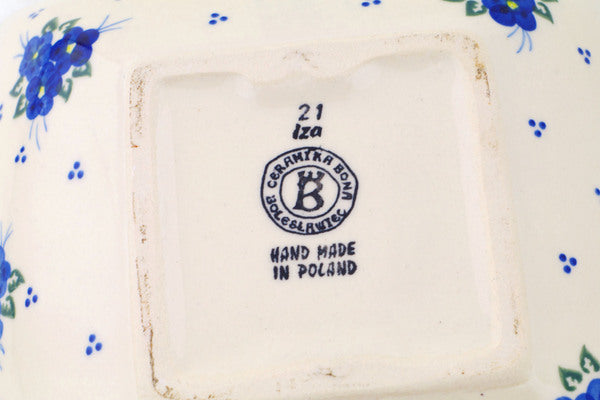 21
Iza
CERAMIKA BONA
B
BOLESŁAWIEC
HAND MADE
IN POLAND